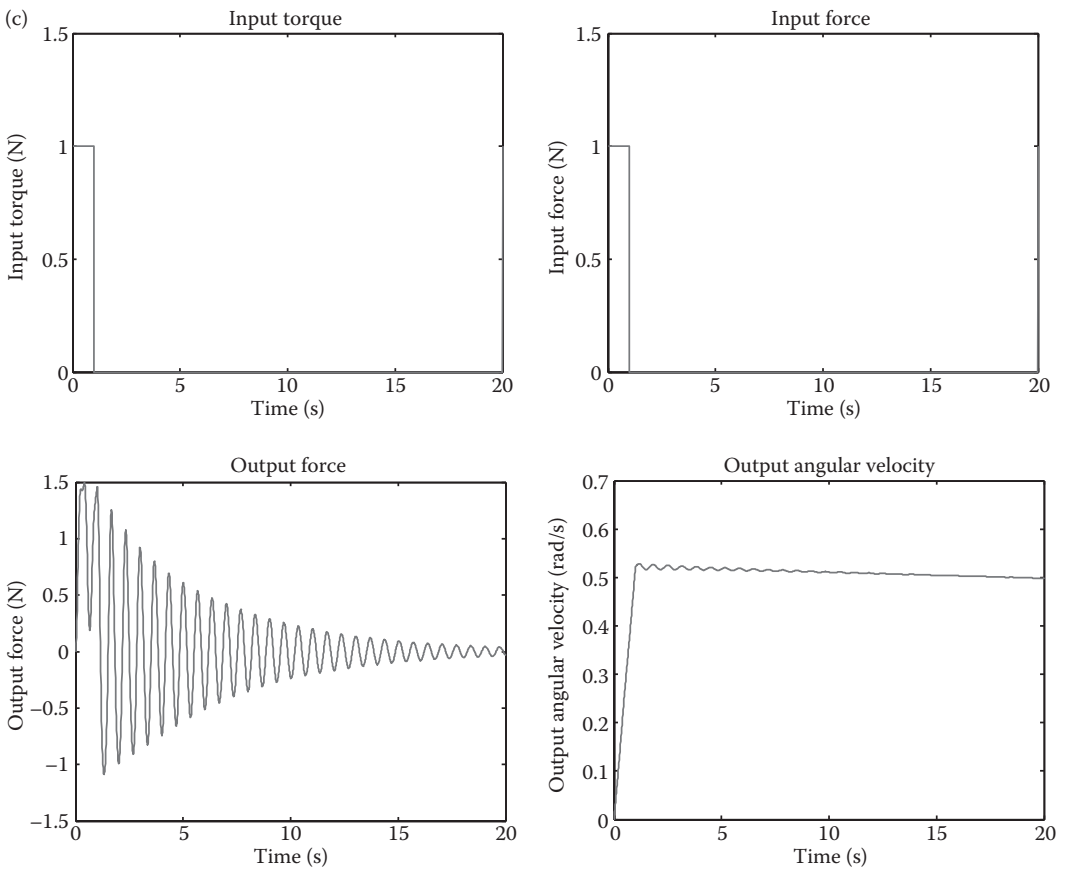 (c)
Input torque
1.5
1
0.5
0
Input torque (N)
0 5 10 15 20
Time (s)
Input force
1.5
1
0.5
0
Input force (N)
0 5 10 15 20
Time (s)
Output force
1.5
1
0.5
0
−0.5
−1
−1.5
Output force (N)
0 5 10 15 20
Time (s)
Output angular velocity
0.7
0.6
0.5
0.4
0.3
0.2
0.1
0
Output angular velocity (rad/s)
0 5 10 15 20
Time (s)